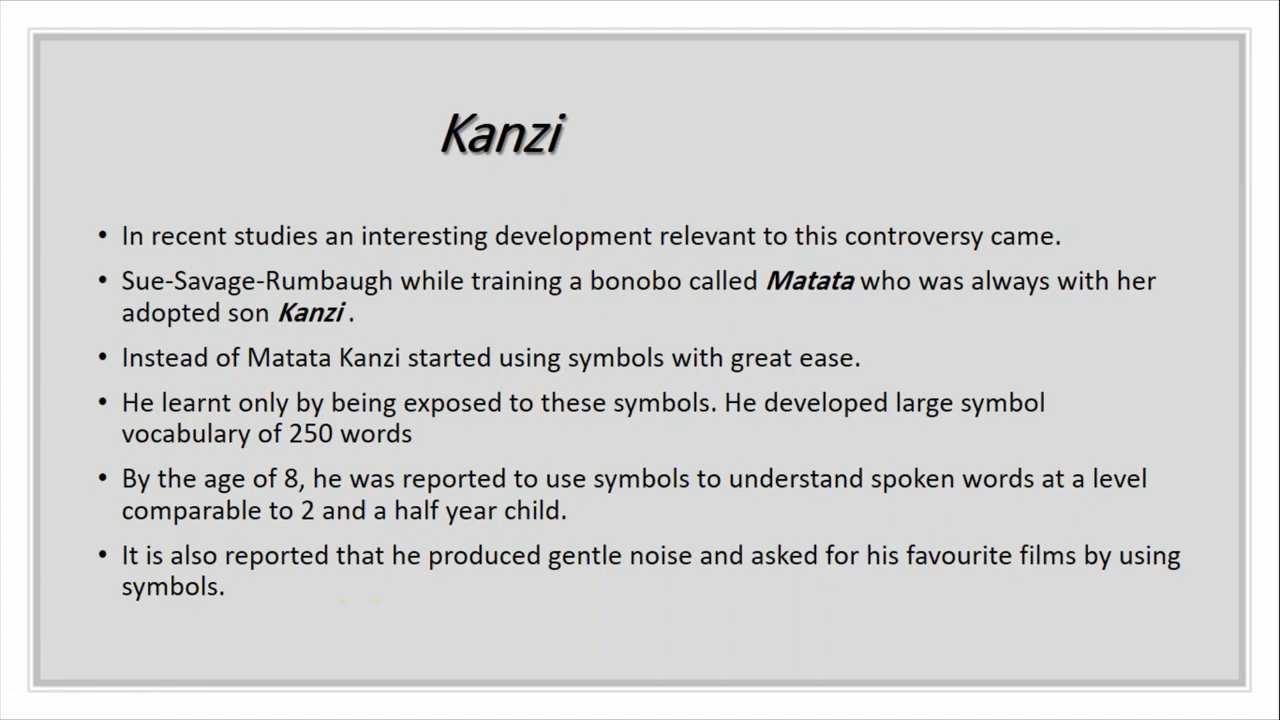 Kanzi
• In recent studies an interesting development relevant to this controversy came.
• Sue-Savage-Rumbaugh while training a bonobo called Matata who was always with her
adopted son Kanzi .
• Instead of Matata Kanzi started using symbols with great ease.
• He learnt only by being exposed to these symbols. He developed large symbol
vocabulary of 250 words
• By the age of 8, he was reported to use symbols to understand spoken words at a level
comparable to 2 and a half year child.
• It is also reported that he produced gentle noise and asked for his favourite films by using
symbols.